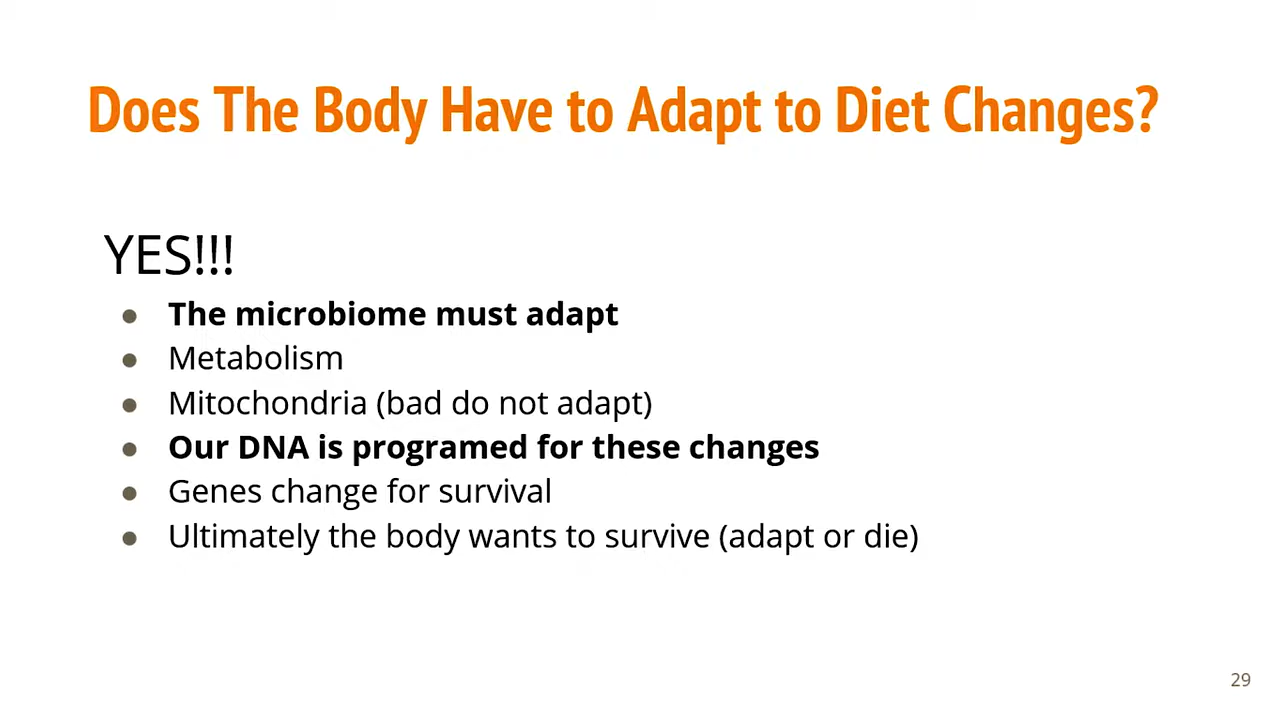 Does The Body Have to Adapt to Diet Changes?
YES!!!
● The microbiome must adapt
● Metabolism
● Mitochondria (bad do not adapt)
● Our DNA is programed for these changes
● Genes change for survival
● Ultimately the body wants to survive (adapt or die)
29